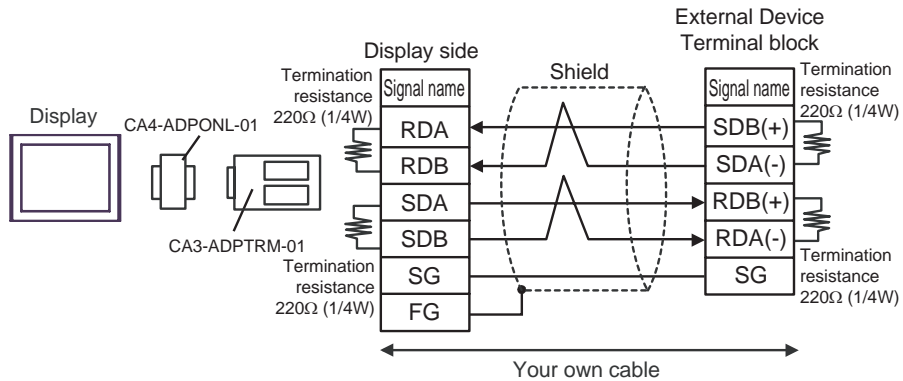 External Device
Terminal block
Display side
Termination
resistance
220Ω (1/4W)
Signal name
Shield
Signal name
Termination
resistance
220Ω (1/4W)
Display
CA4-ADPONL-01
CA3-ADPTRM-01
RDA
RDB
SDA
SDB
SG
FG
SDB(+)
SDA(-)
RDB(+)
RDA(-)
SG
Termination
resistance
220Ω (1/4W)
Termination
resistance
220Ω (1/4W)
Your own cable